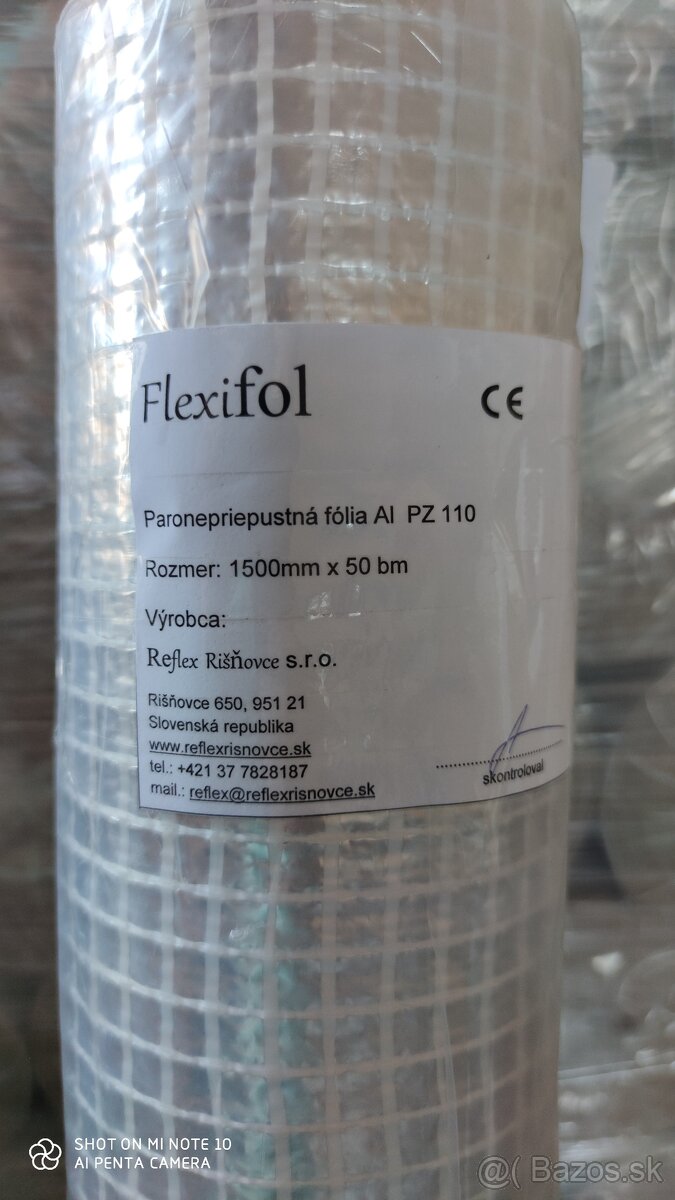 Flexifol
CE
Paronepriepustná fólia Al PZ 110
Rozmer: 1500mm x 50 bm
Výrobca:
Reflex Rišňovce s.r.o.
Rišňovce 650, 951 21
Slovenská republika
www.reflexrisnovce.sk
tel.: +421 37 7828187
mail.: reflex@reflexrisnovce.sk
skontroloval
SHOT ON MI NOTE 10
AI PENTA CAMERA
@( Bazos.sk